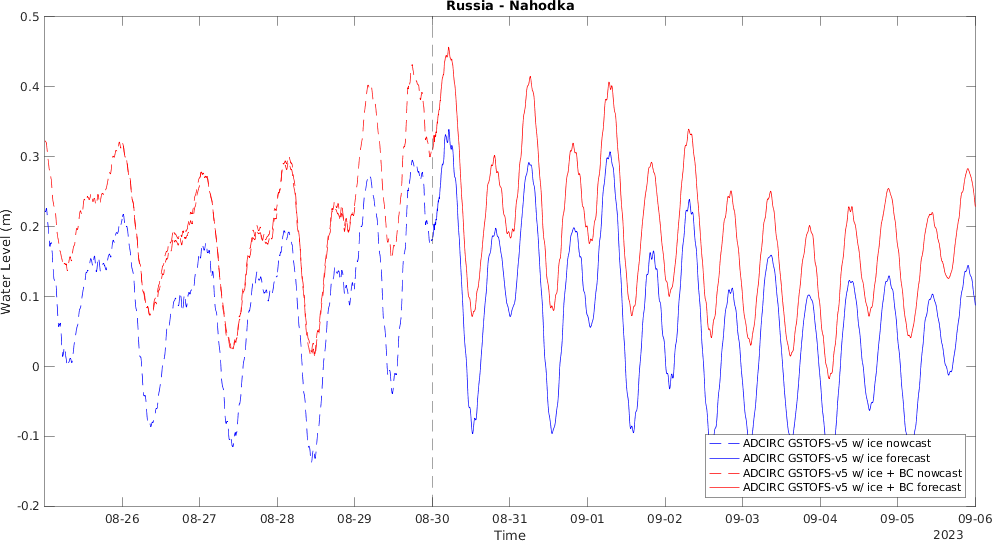 Russia - Nahodka
0.5
0.4
0.3
0.2
0.1
0
-0.1
-0.2
Water Level (m)
ADCIRC GSTOFS-v5 w/ ice nowcast
ADCIRC GSTOFS-v5 w/ ice forecast
ADCIRC GSTOFS-v5 w/ ice + BC nowcast
ADCIRC GSTOFS-v5 w/ ice + BC forecast
08-26 08-27 08-28 08-29 08-30 08-31 09-01 09-02 09-03 09-04 09-05 09-06
Time
2023